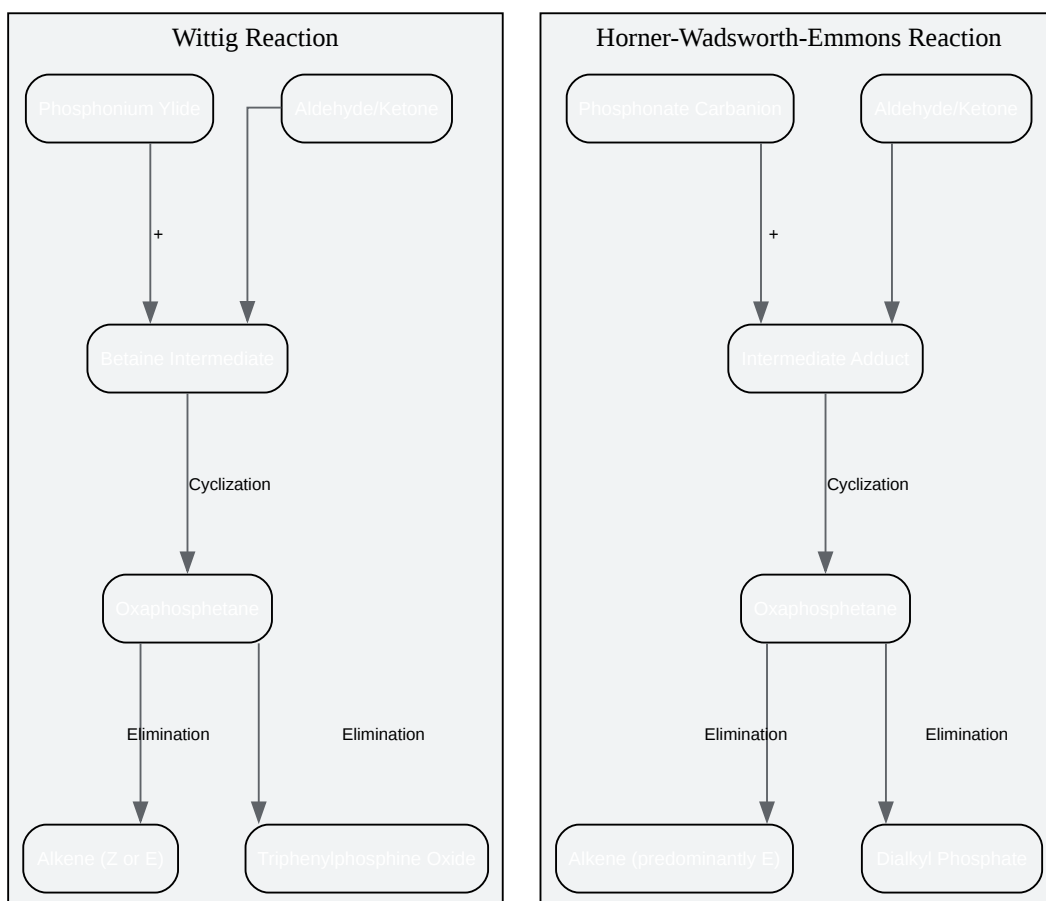 Wittig Reaction
Phosphonium Ylide
Aldehyde/Ketone
+
Betaine Intermediate
Cyclization
Oxaphosphetane
Elimination
Elimination
Alkene (Z or E)
Triphenylphosphine Oxide
Horner-Wadsworth-Emmons Reaction
Phosphonate Carbanion
Aldehyde/Ketone
+
Intermediate Adduct
Cyclization
Oxaphosphetane
Elimination
Elimination
Alkene (predominantly E)
Dialkyl Phosphate